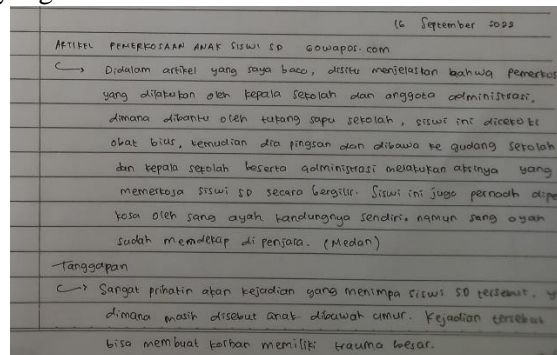 16 September 2022
ARTIKEL PEMERKOSAAN ANAK SISWI SD Gowapos.com
Didalam artikel yang saya baca, disitu menjelaskan bahwa pemerkos
yang dilakukan oleh kepala sekolah dan anggota administrasi,
dimana dibantu oleh tukang sapu sekolah, siswi ini dicekoki
obat bius, kemudian dia pingsan dan dibawa ke gudang sekolah
dan kepala sekolah beserta administrasi melakukan aksinya yang
memerkosa siswi SD secara bergilir. Siswi ini juga pernah dipe
kosa oleh sang ayah kandungnya sendiri, namun sang ayah
sudah memdekap di penjara. (Medan)
Tanggapan
Sangat prihatin akan kejadian yang menimpa siswi SD tersebut, y
dimana masih disebut anak dibawah umur. Kejadian tersebut
bisa membuat korban memiliki trauma besar.